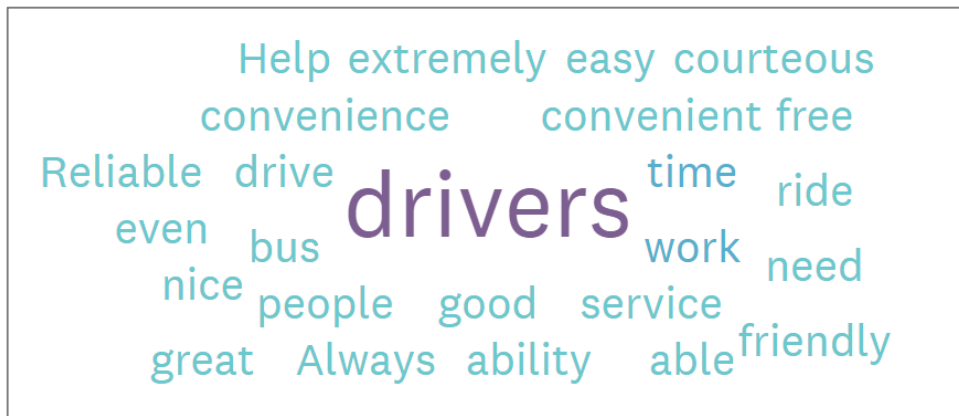 Help extremely easy courteous
convenience convenient free
Reliable drive drivers time ride
even bus work need
nice people good service
great Always ability able friendly